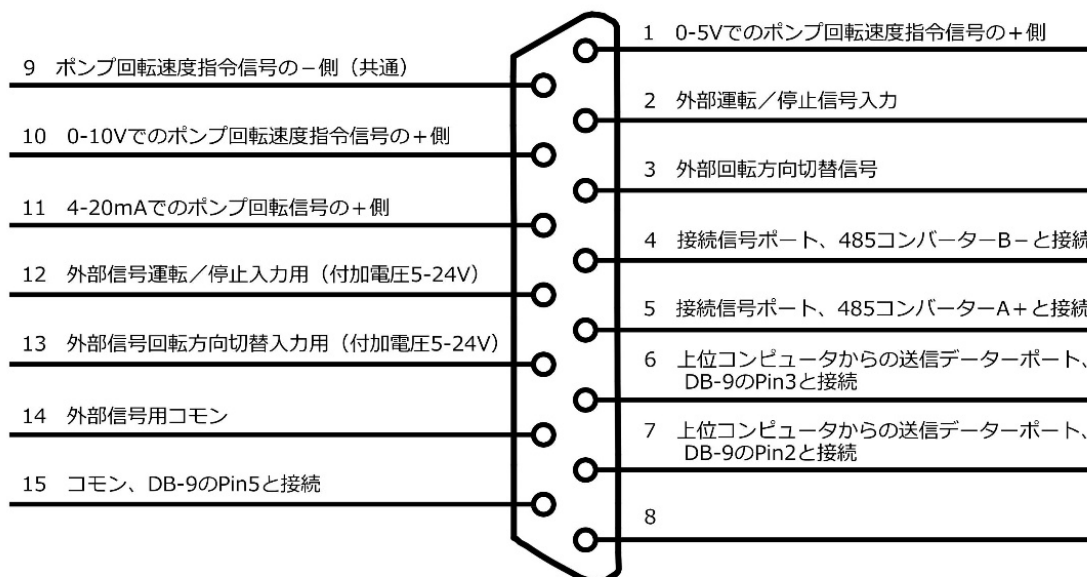 1 0-5Vでのポンプ回転速度指令信号の＋側
2 外部運転／停止信号入力
3 外部回転方向切替信号
4 接続信号ポート、485コンバーターB－と接続
5 接続信号ポート、485コンバーターA＋と接続
6 上位コンピュータからの送信データーポート、
DB-9のPin3と接続
7 上位コンピュータからの送信データーポート、
DB-9のPin2と接続
8
9 ポンプ回転速度指令信号の－側（共通）
10 0-10Vでのポンプ回転速度指令信号の＋側
11 4-20mAでのポンプ回転信号の＋側
12 外部信号運転／停止入力用（付加電圧5-24V）
13 外部信号回転方向切替入力用（付加電圧5-24V）
14 外部信号用コモン
15 コモン、DB-9のPin5と接続